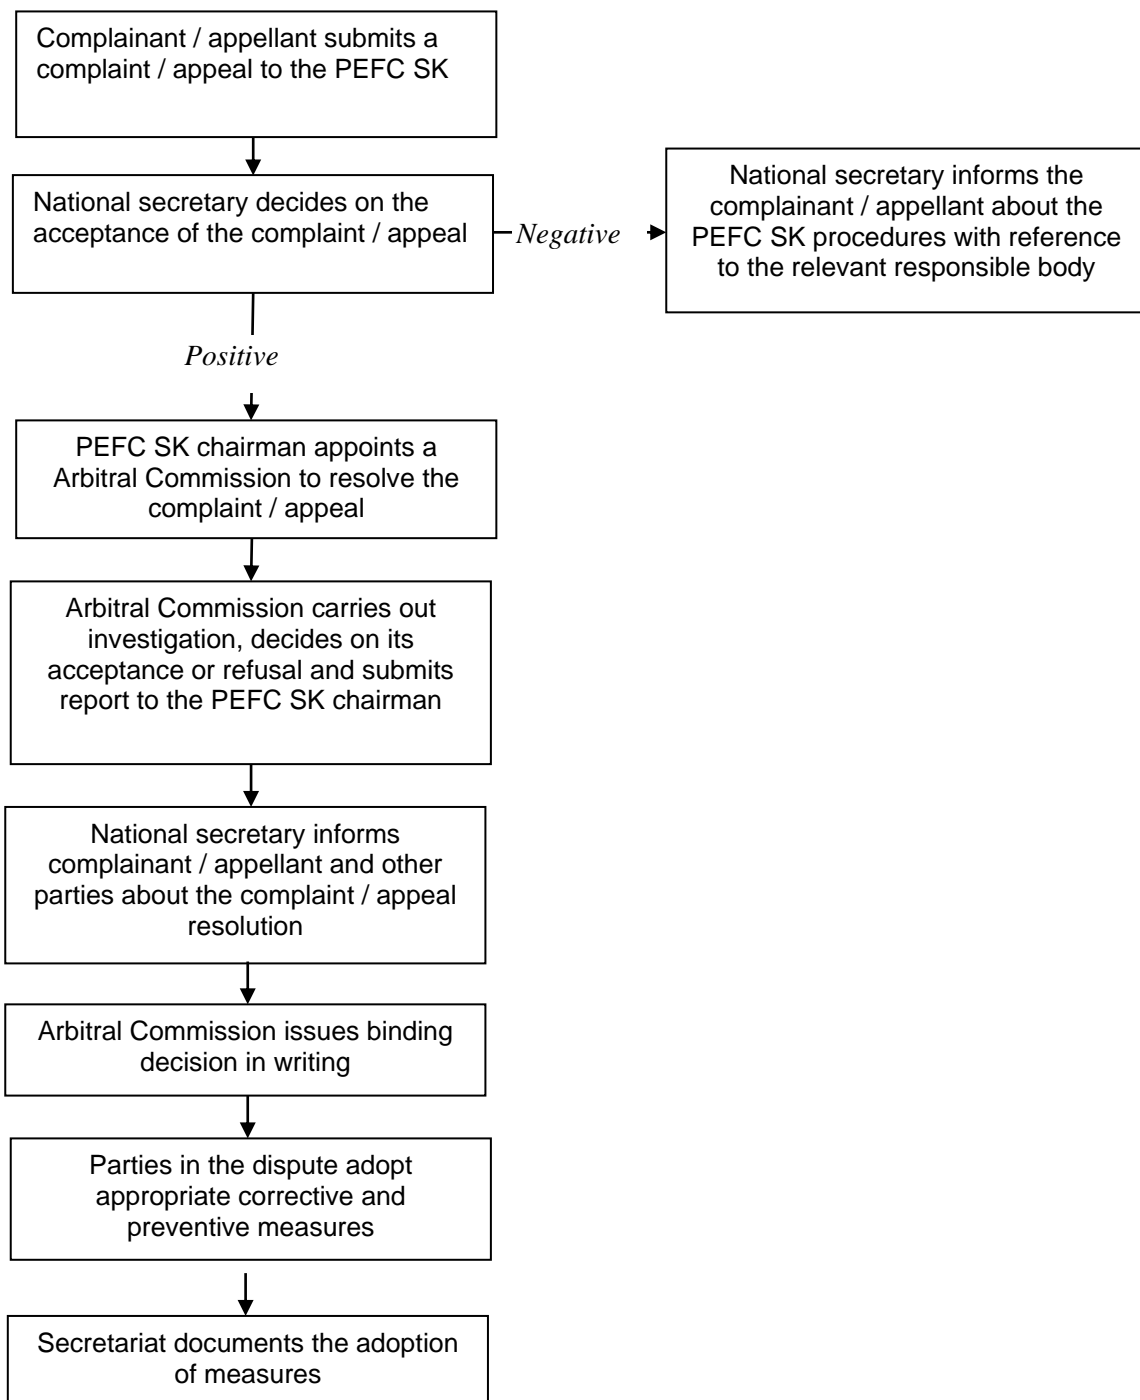 Complainant / appellant submits a
complaint / appeal to the PEFC SK
National secretary decides on the
acceptance of the complaint / appeal
Negative
National secretary informs the
complainant / appellant about the
PEFC SK procedures with reference
to the relevant responsible body
Positive
PEFC SK chairman appoints a
Arbitral Commission to resolve the
complaint / appeal
Arbitral Commission carries out
investigation, decides on its
acceptance or refusal and submits
report to the PEFC SK chairman
National secretary informs
complainant / appellant and other
parties about the complaint / appeal
resolution
Arbitral Commission issues binding
decision in writing
Parties in the dispute adopt
appropriate corrective and
preventive measures
Secretariat documents the adoption
of measures